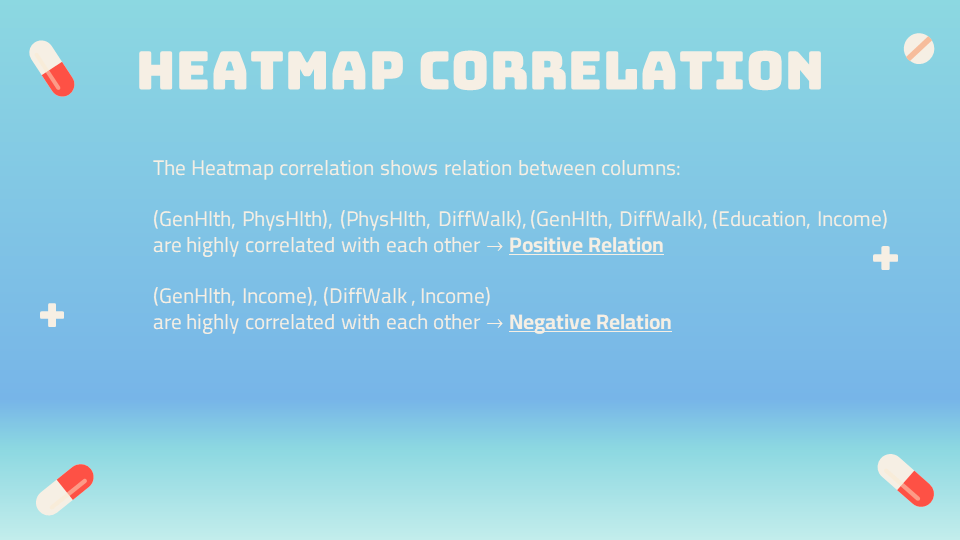 HEATMAP CORRELATION
The Heatmap correlation shows relation between columns:
(GenHlth, PhysHlth), (PhysHlth, DiffWalk), (GenHlth, DiffWalk), (Education, Income)
are highly correlated with each other → Positive Relation
(GenHlth, Income), (DiffWalk , Income)
are highly correlated with each other → Negative Relation